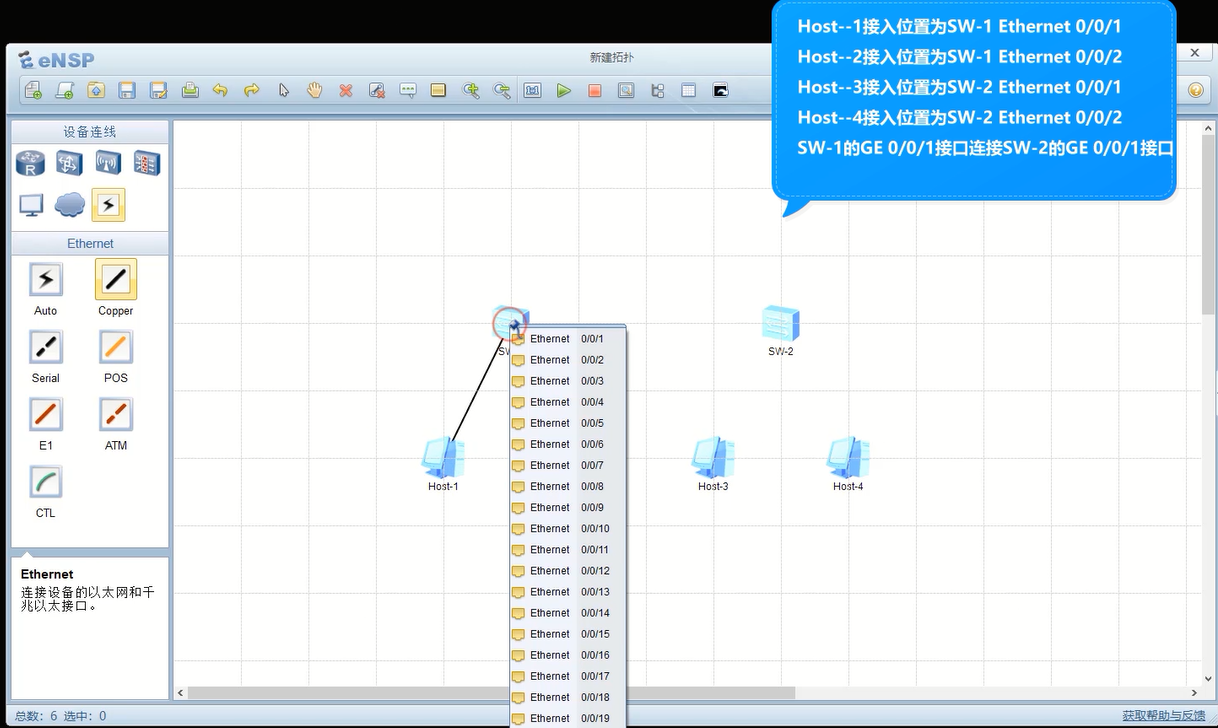 Host--1接入位置为SW-1 Ethernet 0/0/1
Host--2接入位置为SW-1 Ethernet 0/0/2
Host--3接入位置为SW-2 Ethernet 0/0/1
Host--4接入位置为SW-2 Ethernet 0/0/2
SW-1的GE 0/0/1接口连接SW-2的GE 0/0/1接口
eNSP
新建拓扑
设备连线
R
Ethernet
Auto
Copper
Serial
POS
E1
ATM
CTL
Ethernet
连接设备的以太网和千
兆以太接口。
SW
SW-2
Host-1
Host-3
Host-4
Ethernet 0/0/1
Ethernet 0/0/2
Ethernet 0/0/3
Ethernet 0/0/4
Ethernet 0/0/5
Ethernet 0/0/6
Ethernet 0/0/7
Ethernet 0/0/8
Ethernet 0/0/9
Ethernet 0/0/10
Ethernet 0/0/11
Ethernet 0/0/12
Ethernet 0/0/13
Ethernet 0/0/14
Ethernet 0/0/15
Ethernet 0/0/16
Ethernet 0/0/17
Ethernet 0/0/18
Ethernet 0/0/19
总数: 6 选中: 0
获取帮助与反馈